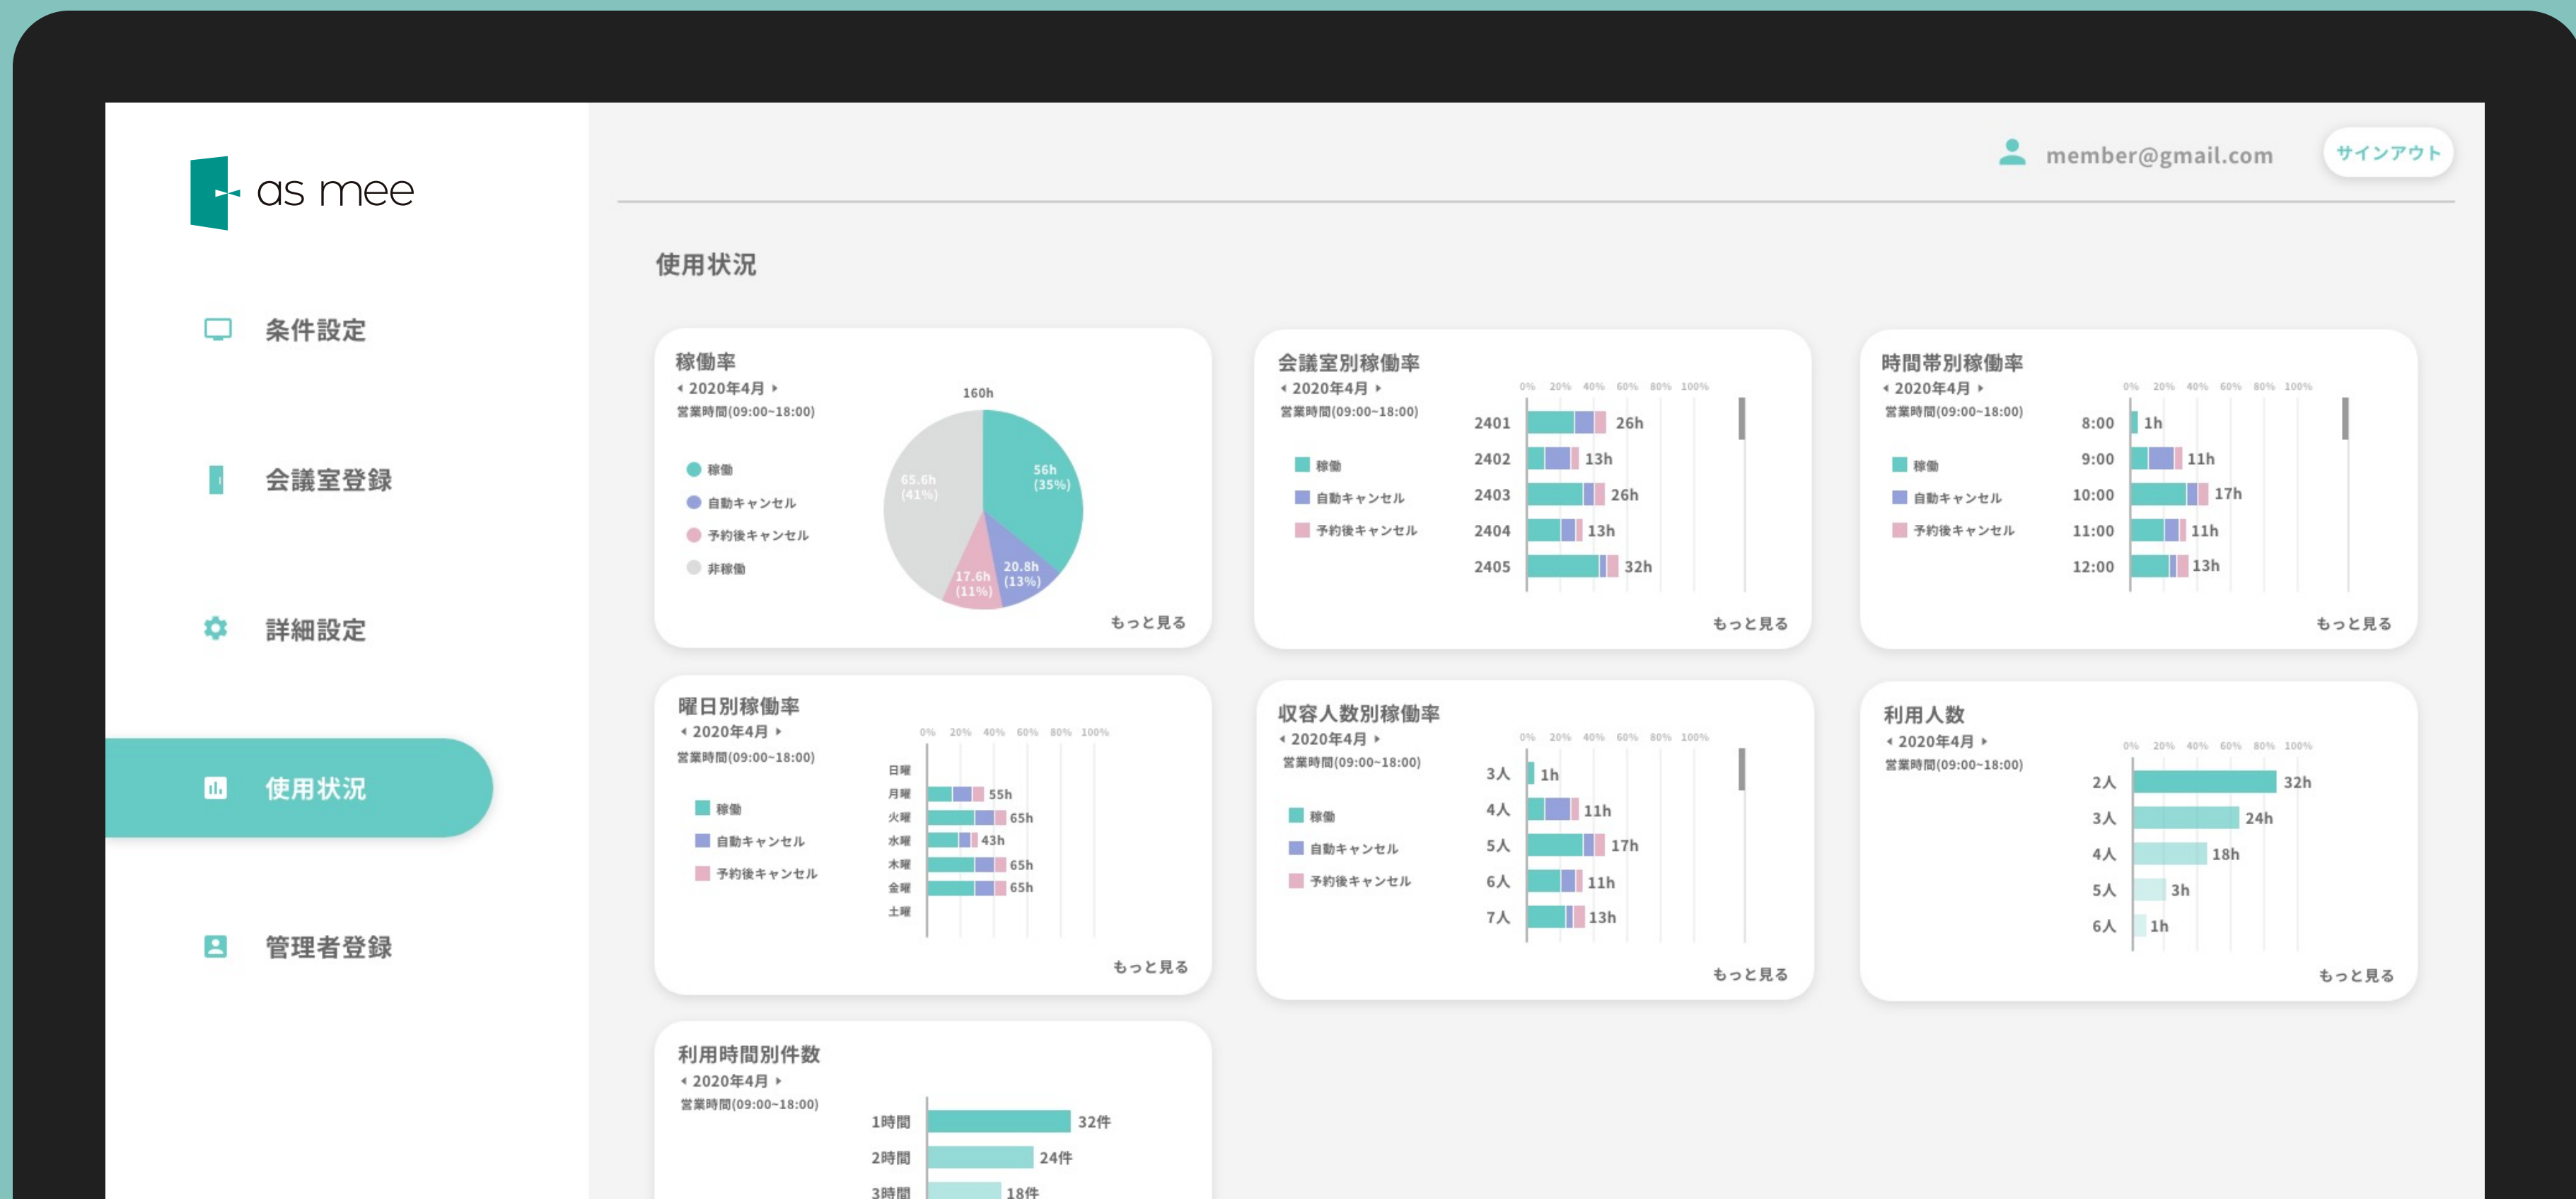 as mee
条件設定
会議室登録
詳細設定
使用状況
管理者登録
member@gmail.com
サインアウト
使用状況
稼働率
2020年4月
営業時間(09:00~18:00)
稼働
自動キャンセル
予約後キャンセル
非稼働
160h
56h
(35%)
65.6h
(41%)
20.8h
(13%)
17.6h
(11%)
もっと見る
会議室別稼働率
2020年4月
営業時間(09:00~18:00)
稼働
自動キャンセル
予約後キャンセル
0% 20% 40% 60% 80% 100%
2401 26h
2402 13h
2403 26h
2404 13h
2405 32h
もっと見る
時間帯別稼働率
2020年4月
営業時間(09:00~18:00)
稼働
自動キャンセル
予約後キャンセル
0% 20% 40% 60% 80% 100%
8:00 1h
9:00 11h
10:00 17h
11:00 11h
12:00 13h
もっと見る
曜日別稼働率
2020年4月
営業時間(09:00~18:00)
稼働
自動キャンセル
予約後キャンセル
0% 20% 40% 60% 80% 100%
日曜
月曜 55h
火曜 65h
水曜 43h
木曜 65h
金曜 65h
土曜
もっと見る
収容人数別稼働率
2020年4月
営業時間(09:00~18:00)
稼働
自動キャンセル
予約後キャンセル
0% 20% 40% 60% 80% 100%
3人 1h
4人 11h
5人 17h
6人 11h
7人 13h
もっと見る
利用人数
2020年4月
営業時間(09:00~18:00)
0% 20% 40% 60% 80% 100%
2人 32h
3人 24h
4人 18h
5人 3h
6人 1h
もっと見る
利用時間別件数
2020年4月
営業時間(09:00~18:00)
1時間 32件
2時間 24件
3時間 18件